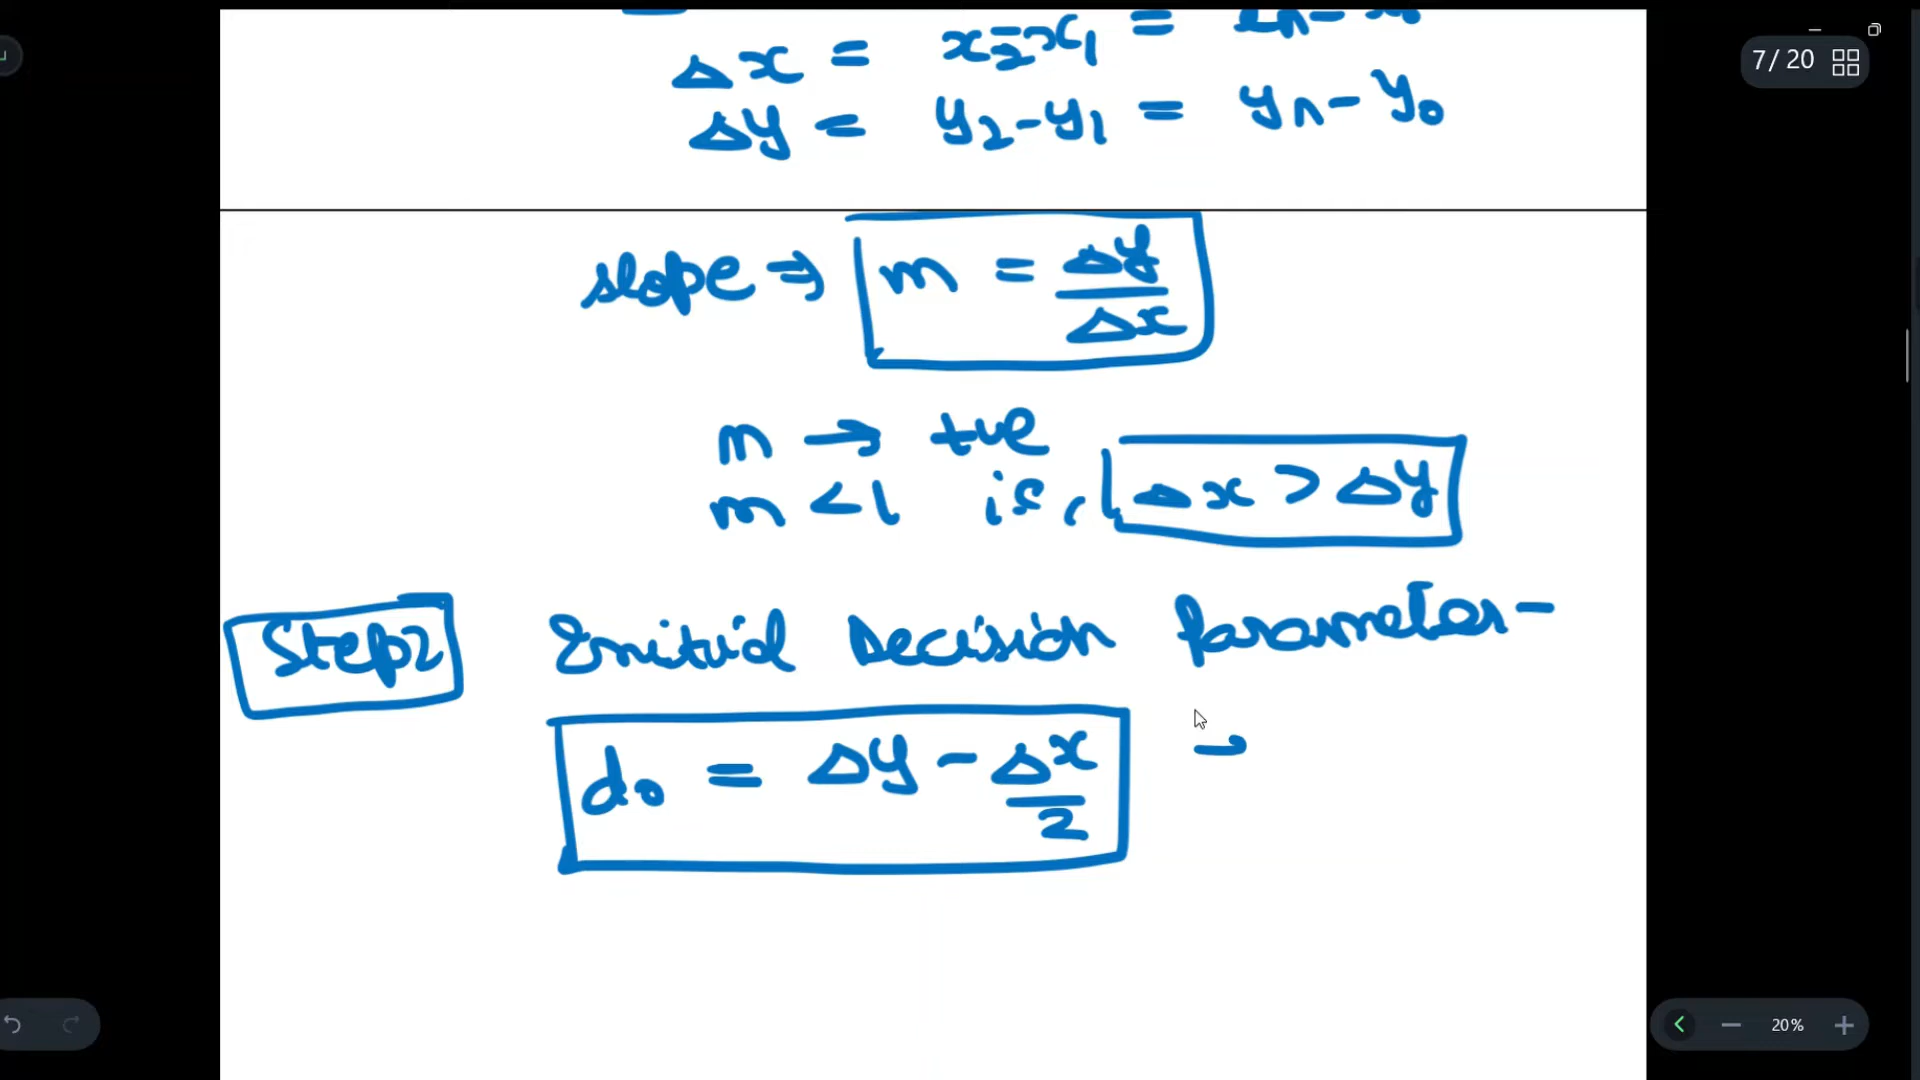 Δx = x2-x1 =
Δy = y2-y1 = yn-y0
7 / 20
slope ⇒ m = Δy/Δx
m → +ve
m < 1 if, Δx > Δy
Step2 Initial Decision Parameter-
d0 = Δy - Δx/2 →
20%